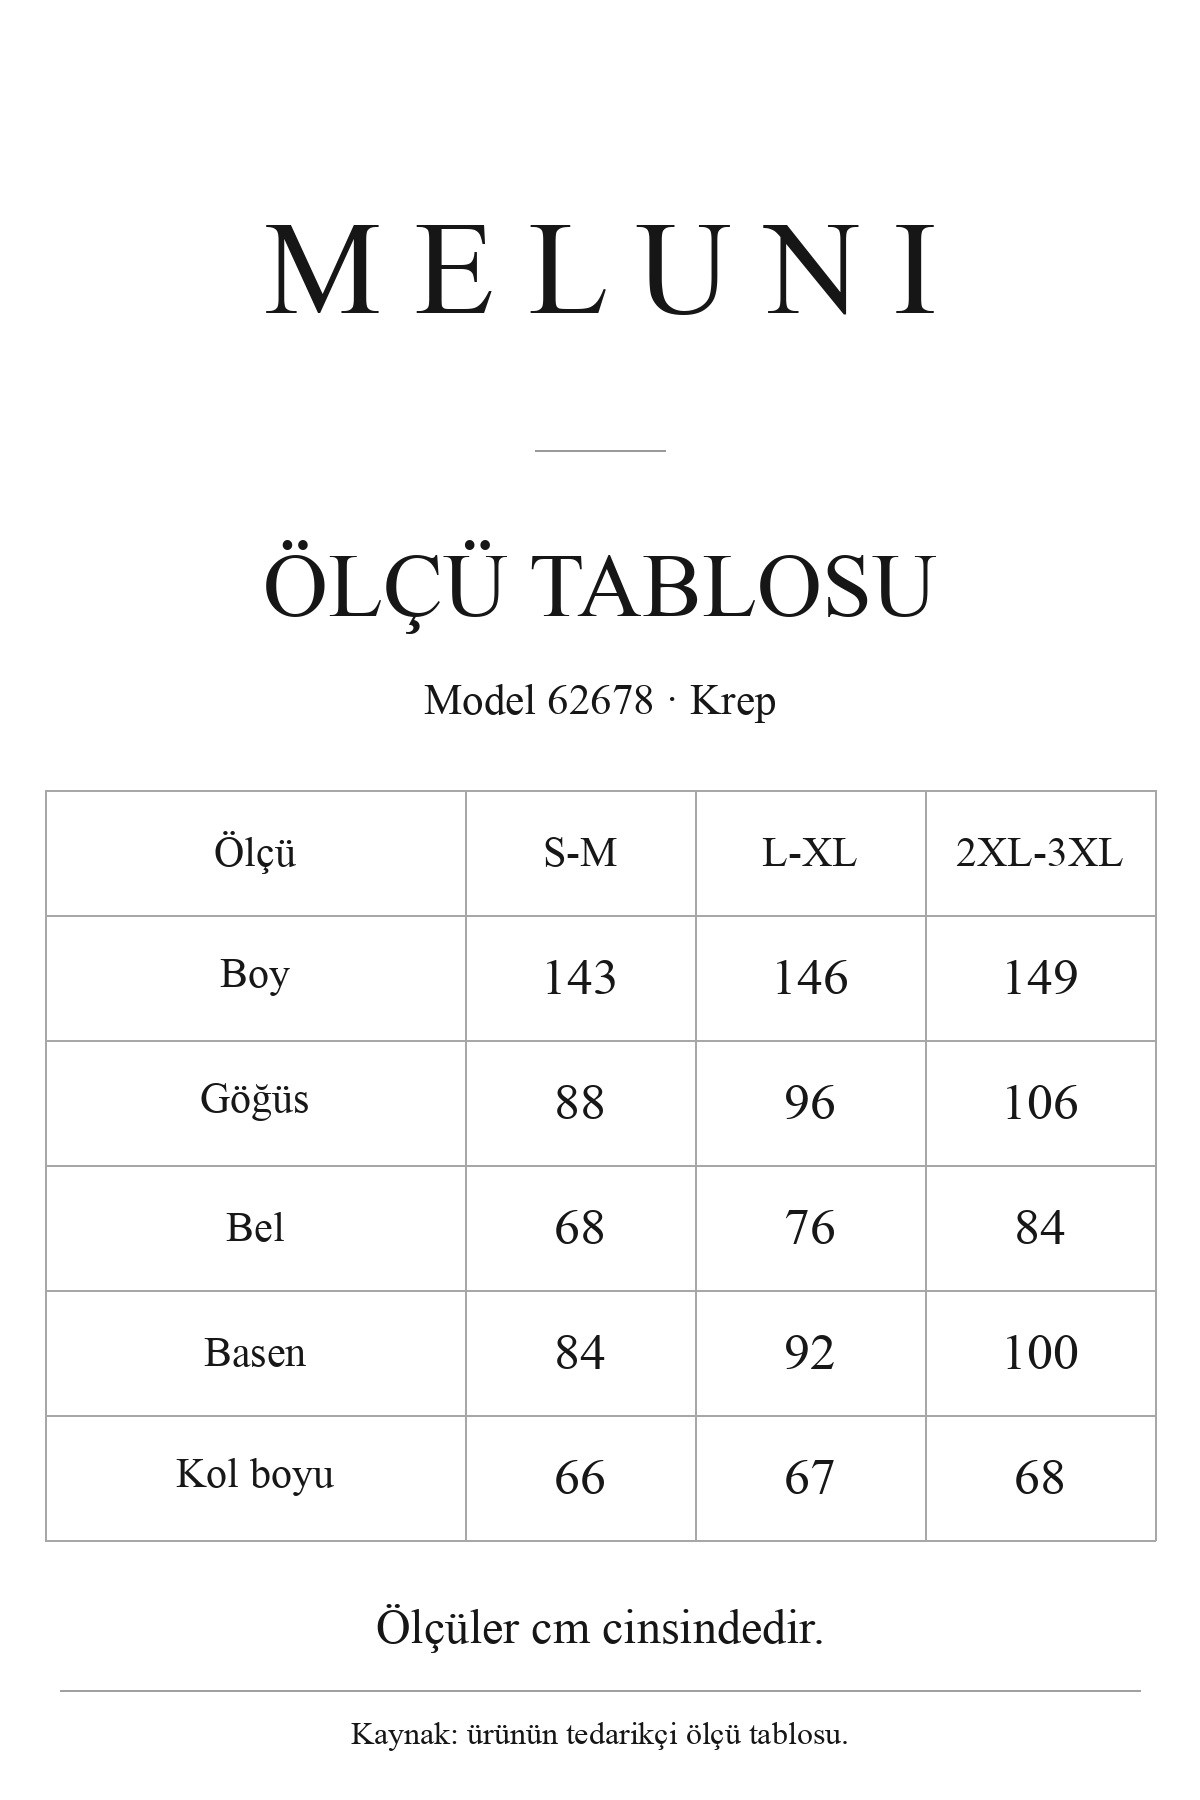 MELUNI
ÖLÇÜ TABLOSU
Model 62678 · Krep
Ölçü S-M L-XL 2XL-3XL
Boy 143 146 149
Göğüs 88 96 106
Bel 68 76 84
Basen 84 92 100
Kol boyu 66 67 68
Ölçüler cm cinsindedir.
Kaynak: ürünün tedarikçi ölçü tablosu.